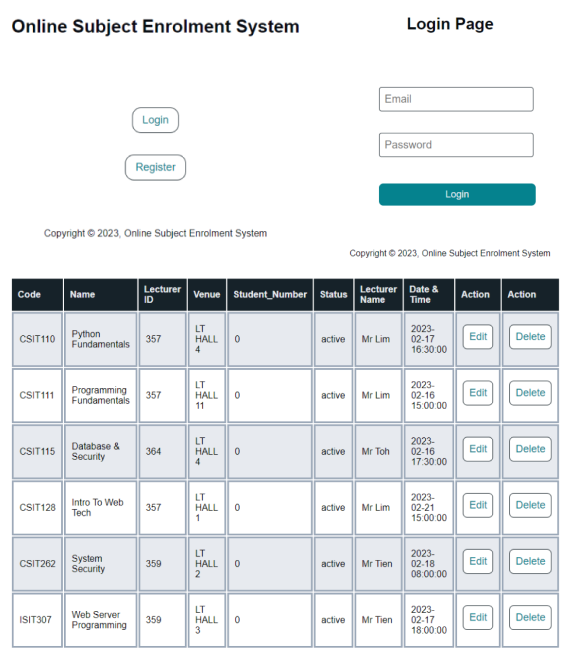 Online Subject Enrolment System
Login
Register
Copyright © 2023, Online Subject Enrolment System
Login Page
Email
Password
Login
Copyright © 2023, Online Subject Enrolment System
Code Name Lecturer ID Venue Student_Number Status Lecturer Name Date & Time Action Action
CSIT110 Python Fundamentals 357 LT HALL 4 0 active Mr Lim 2023-02-17 16:30:00 Edit Delete
CSIT111 Programming Fundamentals 357 LT HALL 11 0 active Mr Lim 2023-02-16 15:00:00 Edit Delete
CSIT115 Database & Security 364 LT HALL 4 0 active Mr Toh 2023-02-16 17:30:00 Edit Delete
CSIT128 Intro To Web Tech 357 LT HALL 1 0 active Mr Lim 2023-02-21 15:00:00 Edit Delete
CSIT262 System Security 359 LT HALL 2 0 active Mr Tien 2023-02-18 08:00:00 Edit Delete
ISIT307 Web Server Programming 359 LT HALL 3 0 active Mr Tien 2023-02-17 18:00:00 Edit Delete